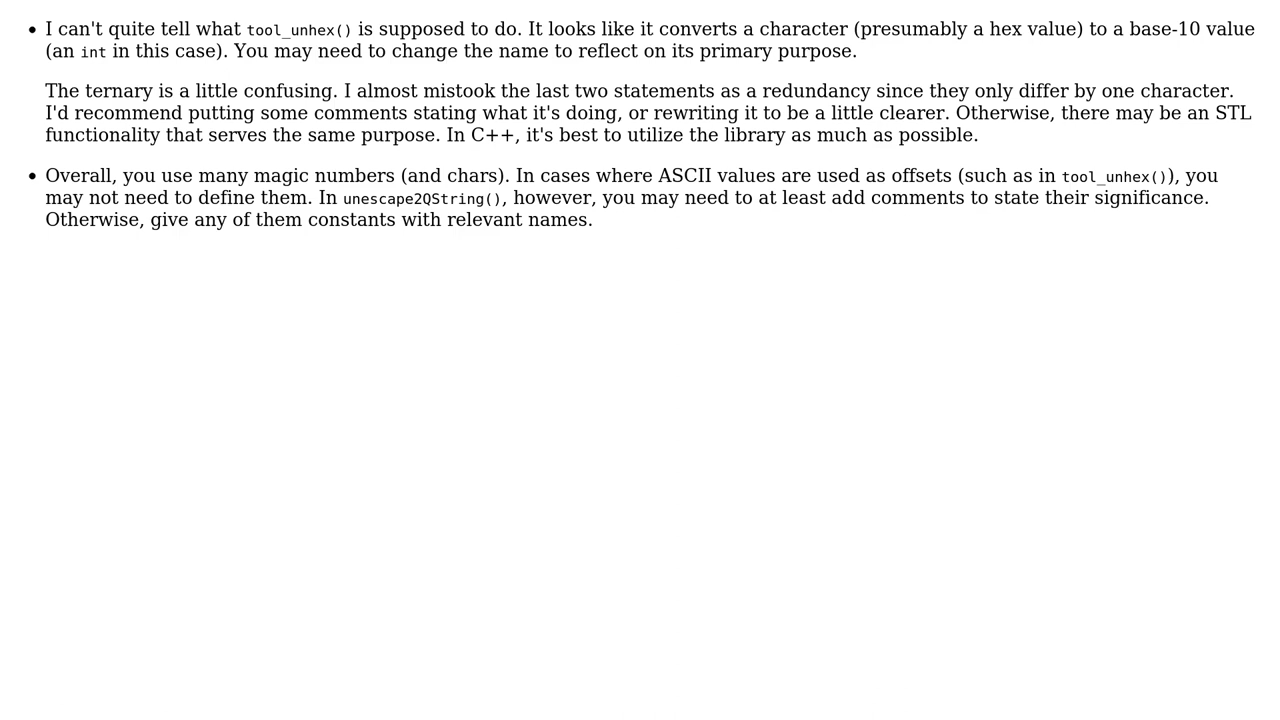 • I can't quite tell what tool_unhex() is supposed to do. It looks like it converts a character (presumably a hex value) to a base-10 value
(an int in this case). You may need to change the name to reflect on its primary purpose.
The ternary is a little confusing. I almost mistook the last two statements as a redundancy since they only differ by one character.
I'd recommend putting some comments stating what it's doing, or rewriting it to be a little clearer. Otherwise, there may be an STL
functionality that serves the same purpose. In C++, it's best to utilize the library as much as possible.
• Overall, you use many magic numbers (and chars). In cases where ASCII values are used as offsets (such as in tool_unhex()), you
may not need to define them. In unescape2QString(), however, you may need to at least add comments to state their significance.
Otherwise, give any of them constants with relevant names.